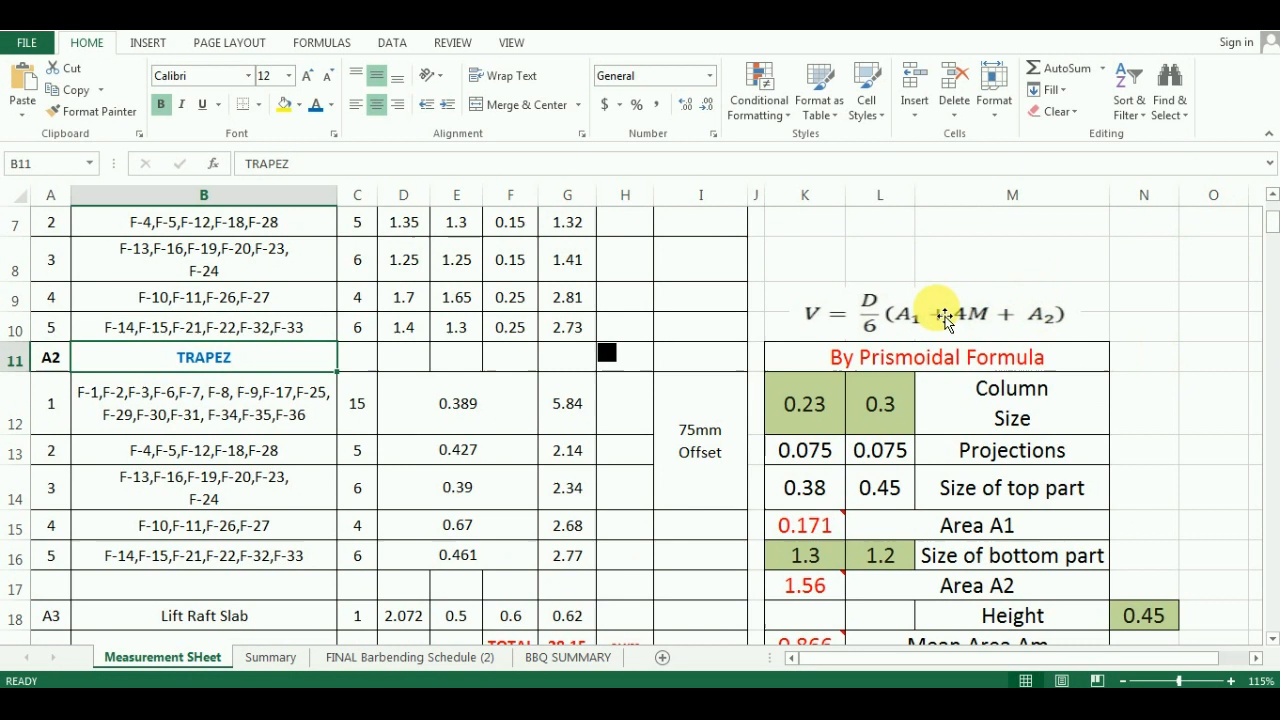 FILE HOME INSERT PAGE LAYOUT FORMULAS DATA REVIEW VIEW Sign in
Paste Cut Copy Format Painter Clipboard
Calibri 12 B I U Font
Wrap Text Merge & Center Alignment
General $ % Number
Conditional Formatting Format as Table Cell Styles Styles
Insert Delete Format Cells
AutoSum Fill Clear Sort & Filter Find & Select Editing
B11 fx TRAPEZ
A B C D E F G H I J K L M N O
7 2 F-4,F-5,F-12,F-18,F-28 5 1.35 1.3 0.15 1.32
8 3 F-13,F-16,F-19,F-20,F-23, 6 1.25 1.25 0.15 1.41
F-24
9 4 F-10,F-11,F-26,F-27 4 1.7 1.65 0.25 2.81
V = D/6 (A1 + 4M + A2)
10 5 F-14,F-15,F-21,F-22,F-32,F-33 6 1.4 1.3 0.25 2.73
11 A2 TRAPEZ By Prismoidal Formula
12 1 F-1,F-2,F-3,F-6,F-7, F-8, F-9,F-17,F-25, 15 0.389 5.84 0.23 0.3 Column
F-29,F-30,F-31, F-34,F-35,F-36 Size
75mm
Offset
13 2 F-4,F-5,F-12,F-18,F-28 5 0.427 2.14 0.075 0.075 Projections
14 3 F-13,F-16,F-19,F-20,F-23, 6 0.39 2.34 0.38 0.45 Size of top part
F-24
15 4 F-10,F-11,F-26,F-27 4 0.67 2.68 0.171 Area A1
16 5 F-14,F-15,F-21,F-22,F-32,F-33 6 0.461 2.77 1.3 1.2 Size of bottom part
17 1.56 Area A2
18 A3 Lift Raft Slab 1 2.072 0.5 0.6 0.62 Height 0.45
0.866 Mean Area Am
Measurement SHeet Summary FINAL Barbending Schedule (2) BBQ SUMMARY
READY 115%